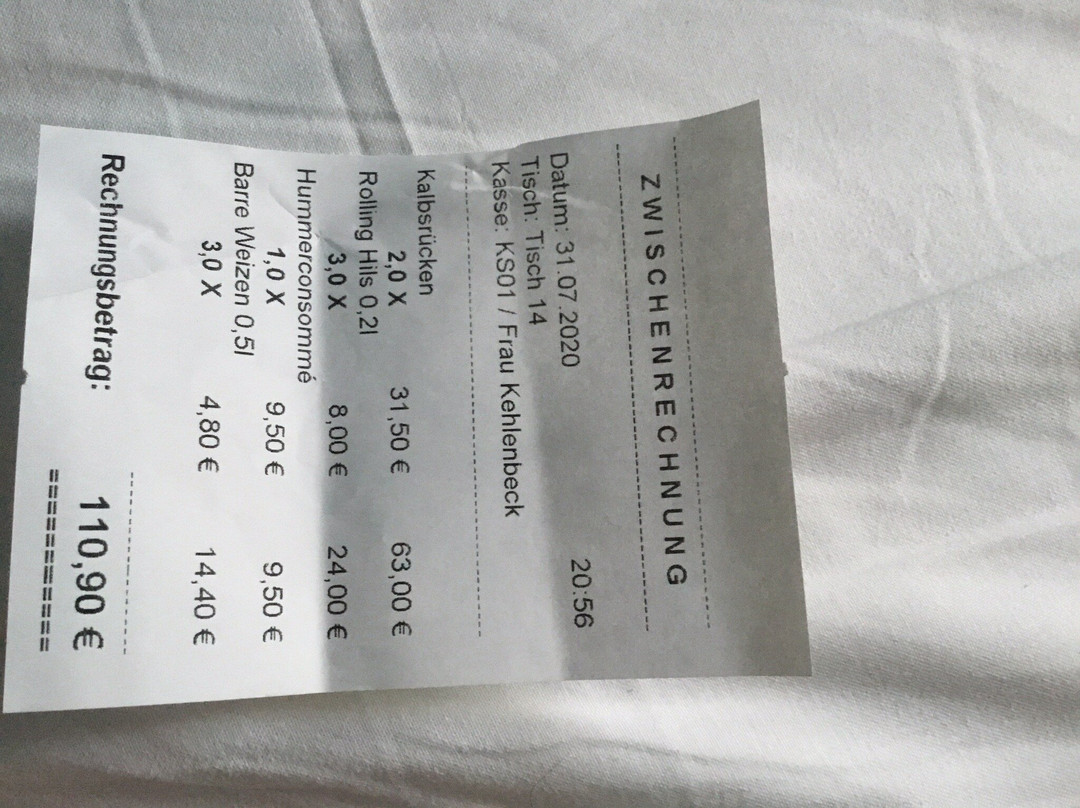 --------------------------------------------------
ZWISCHENRECHNUNG
--------------------------------------------------
Datum: 31.07.2020 20:56
Tisch: Tisch 14
Kasse: KS01 / Frau Kehlenbeck
--------------------------------------------------
Kalbsrücken
2,0 X 31,50 € 63,00 €
Rolling Hils 0,2l
3,0 X 8,00 € 24,00 €
Hummerconsommé
1,0 X 9,50 € 9,50 €
Barre Weizen 0,5l
3,0 X 4,80 € 14,40 €
--------------------
Rechnungsbetrag: 110,90 €
==========